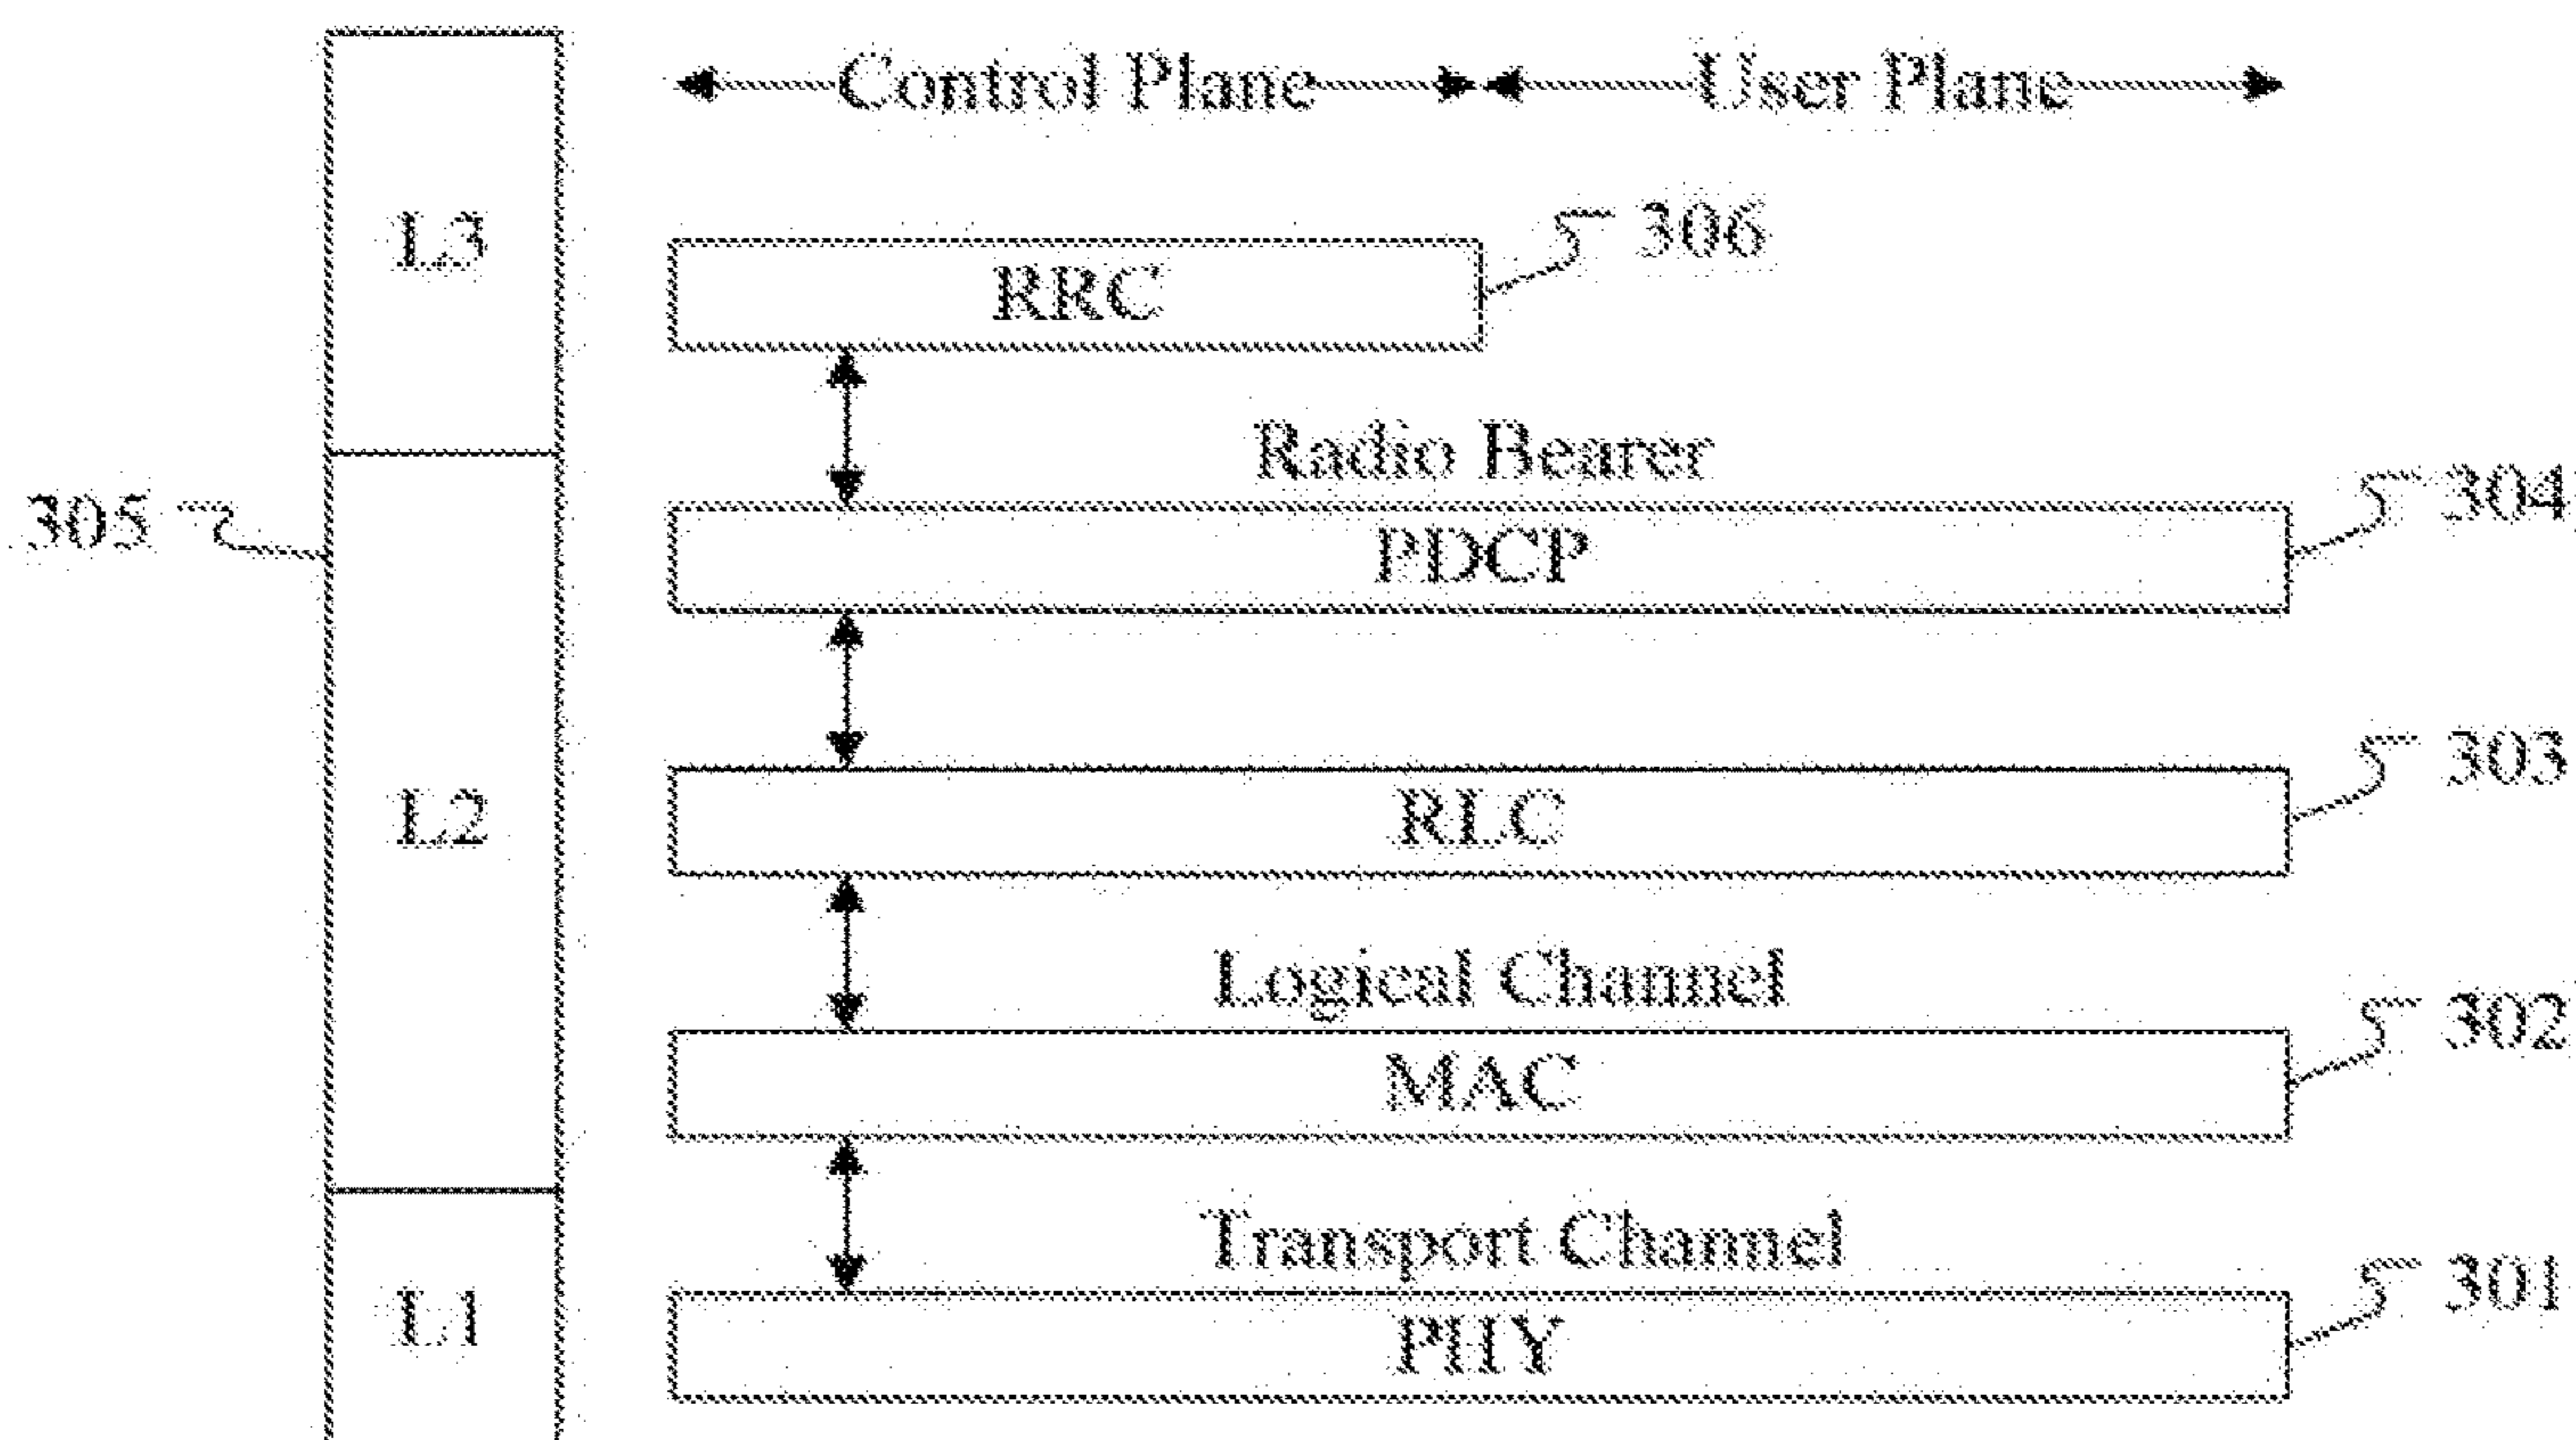 Control Plane User Plane
L3
306
RRC
Radio Bearer
304
305
PDCP
303
L2
RLC
Logical Channel
302
MAC
Transport Channel
301
L1
PHY